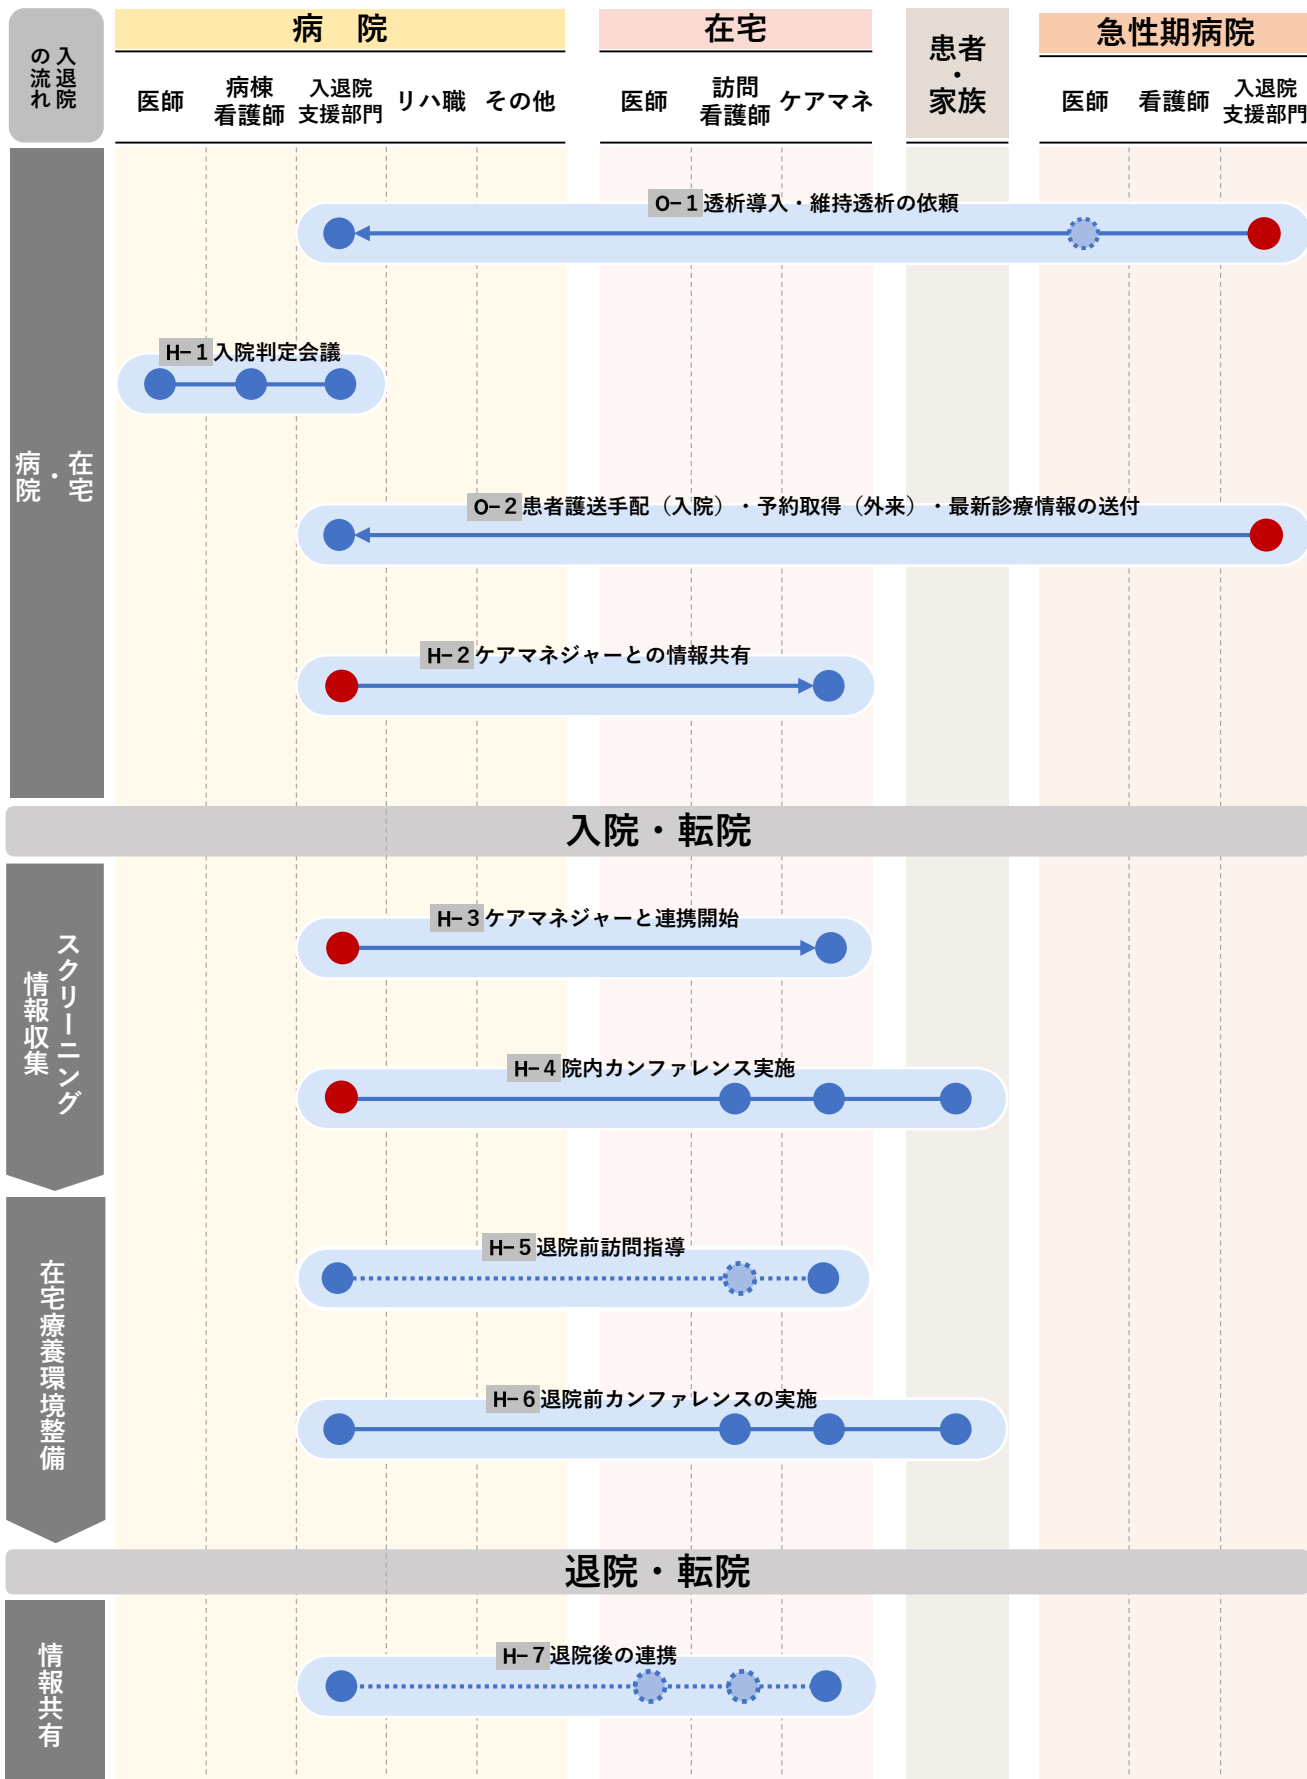 入退院
の流れ
病　院
在宅
患者
・
家族
急性期病院
医師
病棟
看護師
入退院
支援部門
リハ職
その他
医師
訪問
看護師
ケアマネ
医師
看護師
入退院
支援部門
在宅
・
病院
O-1透析導入・維持透析の依頼
H-1入院判定会議
O-2患者護送手配（入院）・予約取得（外来）・最新診療情報の送付
H-2ケアマネジャーとの情報共有
入院・転院
スクリーニング
情報収集
H-3ケアマネジャーと連携開始
H-4院内カンファレンス実施
在宅療養環境整備
H-5退院前訪問指導
H-6退院前カンファレンスの実施
退院・転院
情報共有
H-7退院後の連携